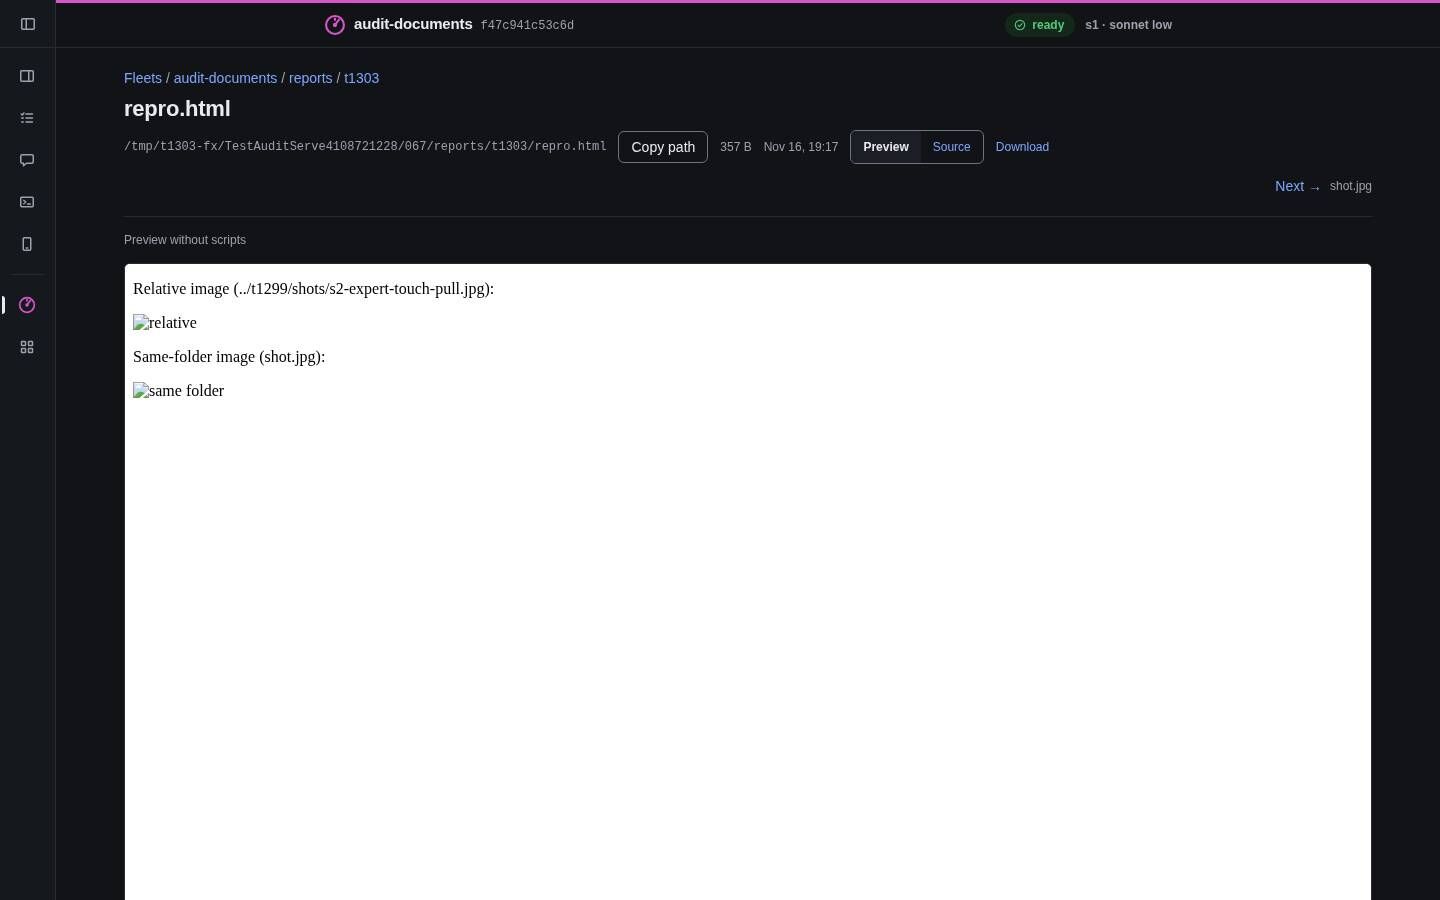 audit-documents f47c941c53c6d
ready s1 · sonnet low
Fleets / audit-documents / reports / t1303
repro.html
/tmp/t1303-fx/TestAuditServe4108721228/067/reports/t1303/repro.html Copy path 357 B Nov 16, 19:17 Preview Source Download
Next → shot.jpg
Preview without scripts
Relative image (../t1299/shots/s2-expert-touch-pull.jpg):
relative
Same-folder image (shot.jpg):
same folder